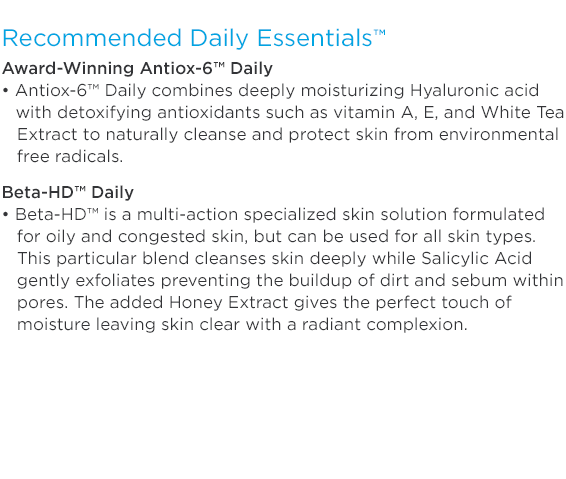 Recommended Daily Essentials™
Award-Winning Antiox-6™ Daily
• Antiox-6™ Daily combines deeply moisturizing Hyaluronic acid
with detoxifying antioxidants such as vitamin A, E, and White Tea
Extract to naturally cleanse and protect skin from environmental
free radicals.
Beta-HD™ Daily
• Beta-HD™ is a multi-action specialized skin solution formulated
for oily and congested skin, but can be used for all skin types.
This particular blend cleanses skin deeply while Salicylic Acid
gently exfoliates preventing the buildup of dirt and sebum within
pores. The added Honey Extract gives the perfect touch of
moisture leaving skin clear with a radiant complexion.